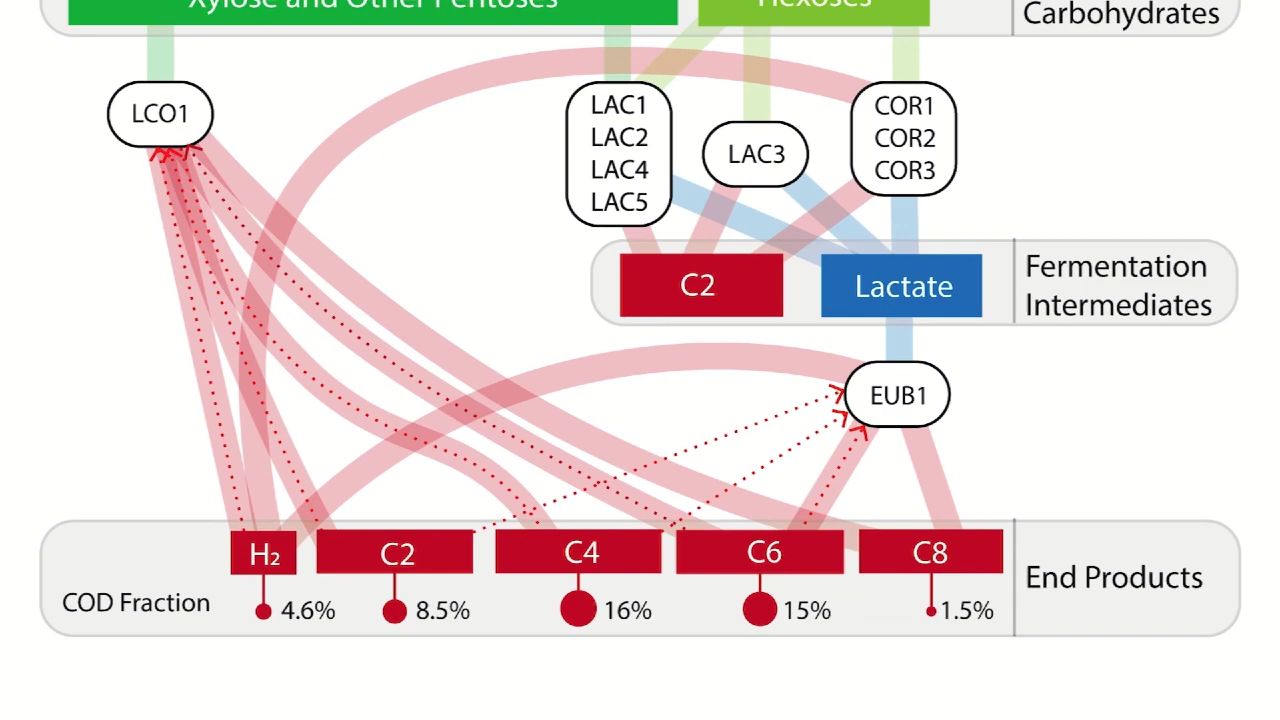 Xylose and Other Pentoses
Hexoses
Carbohydrates
LCO1
LAC1
LAC2
LAC4
LAC5
LAC3
COR1
COR2
COR3
C2
Lactate
Fermentation
Intermediates
EUB1
H₂
C2
C4
C6
C8
End Products
COD Fraction
4.6%
8.5%
16%
15%
1.5%